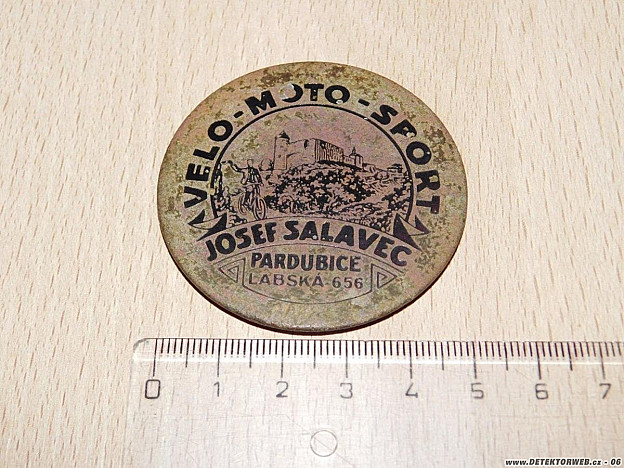 VELO-MOTO-SPORT
JOSEF SALAVEC
PARDUBICE
LABSKÁ-656
0 1 2 3 4 5 6 7
www.DETEKTORWEB.cz - 06